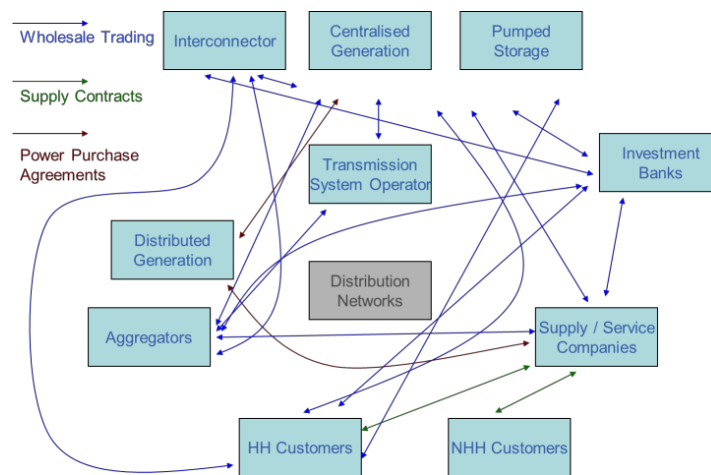 Wholesale Trading
Supply Contracts
Power Purchase
Agreements
Interconnector
Centralised
Generation
Pumped
Storage
Transmission
System Operator
Investment
Banks
Distributed
Generation
Distribution
Networks
Aggregators
Supply / Service
Companies
HH Customers
NHH Customers